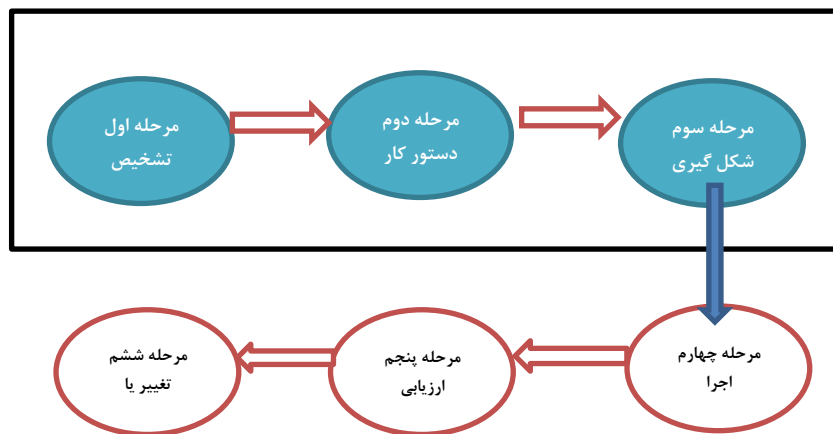 مرحله اول
تشخیص
مرحله دوم
دستور کار
مرحله سوم
شکل گیری
مرحله چهارم
اجرا
مرحله پنجم
ارزیابی
مرحله ششم
تغییر یا